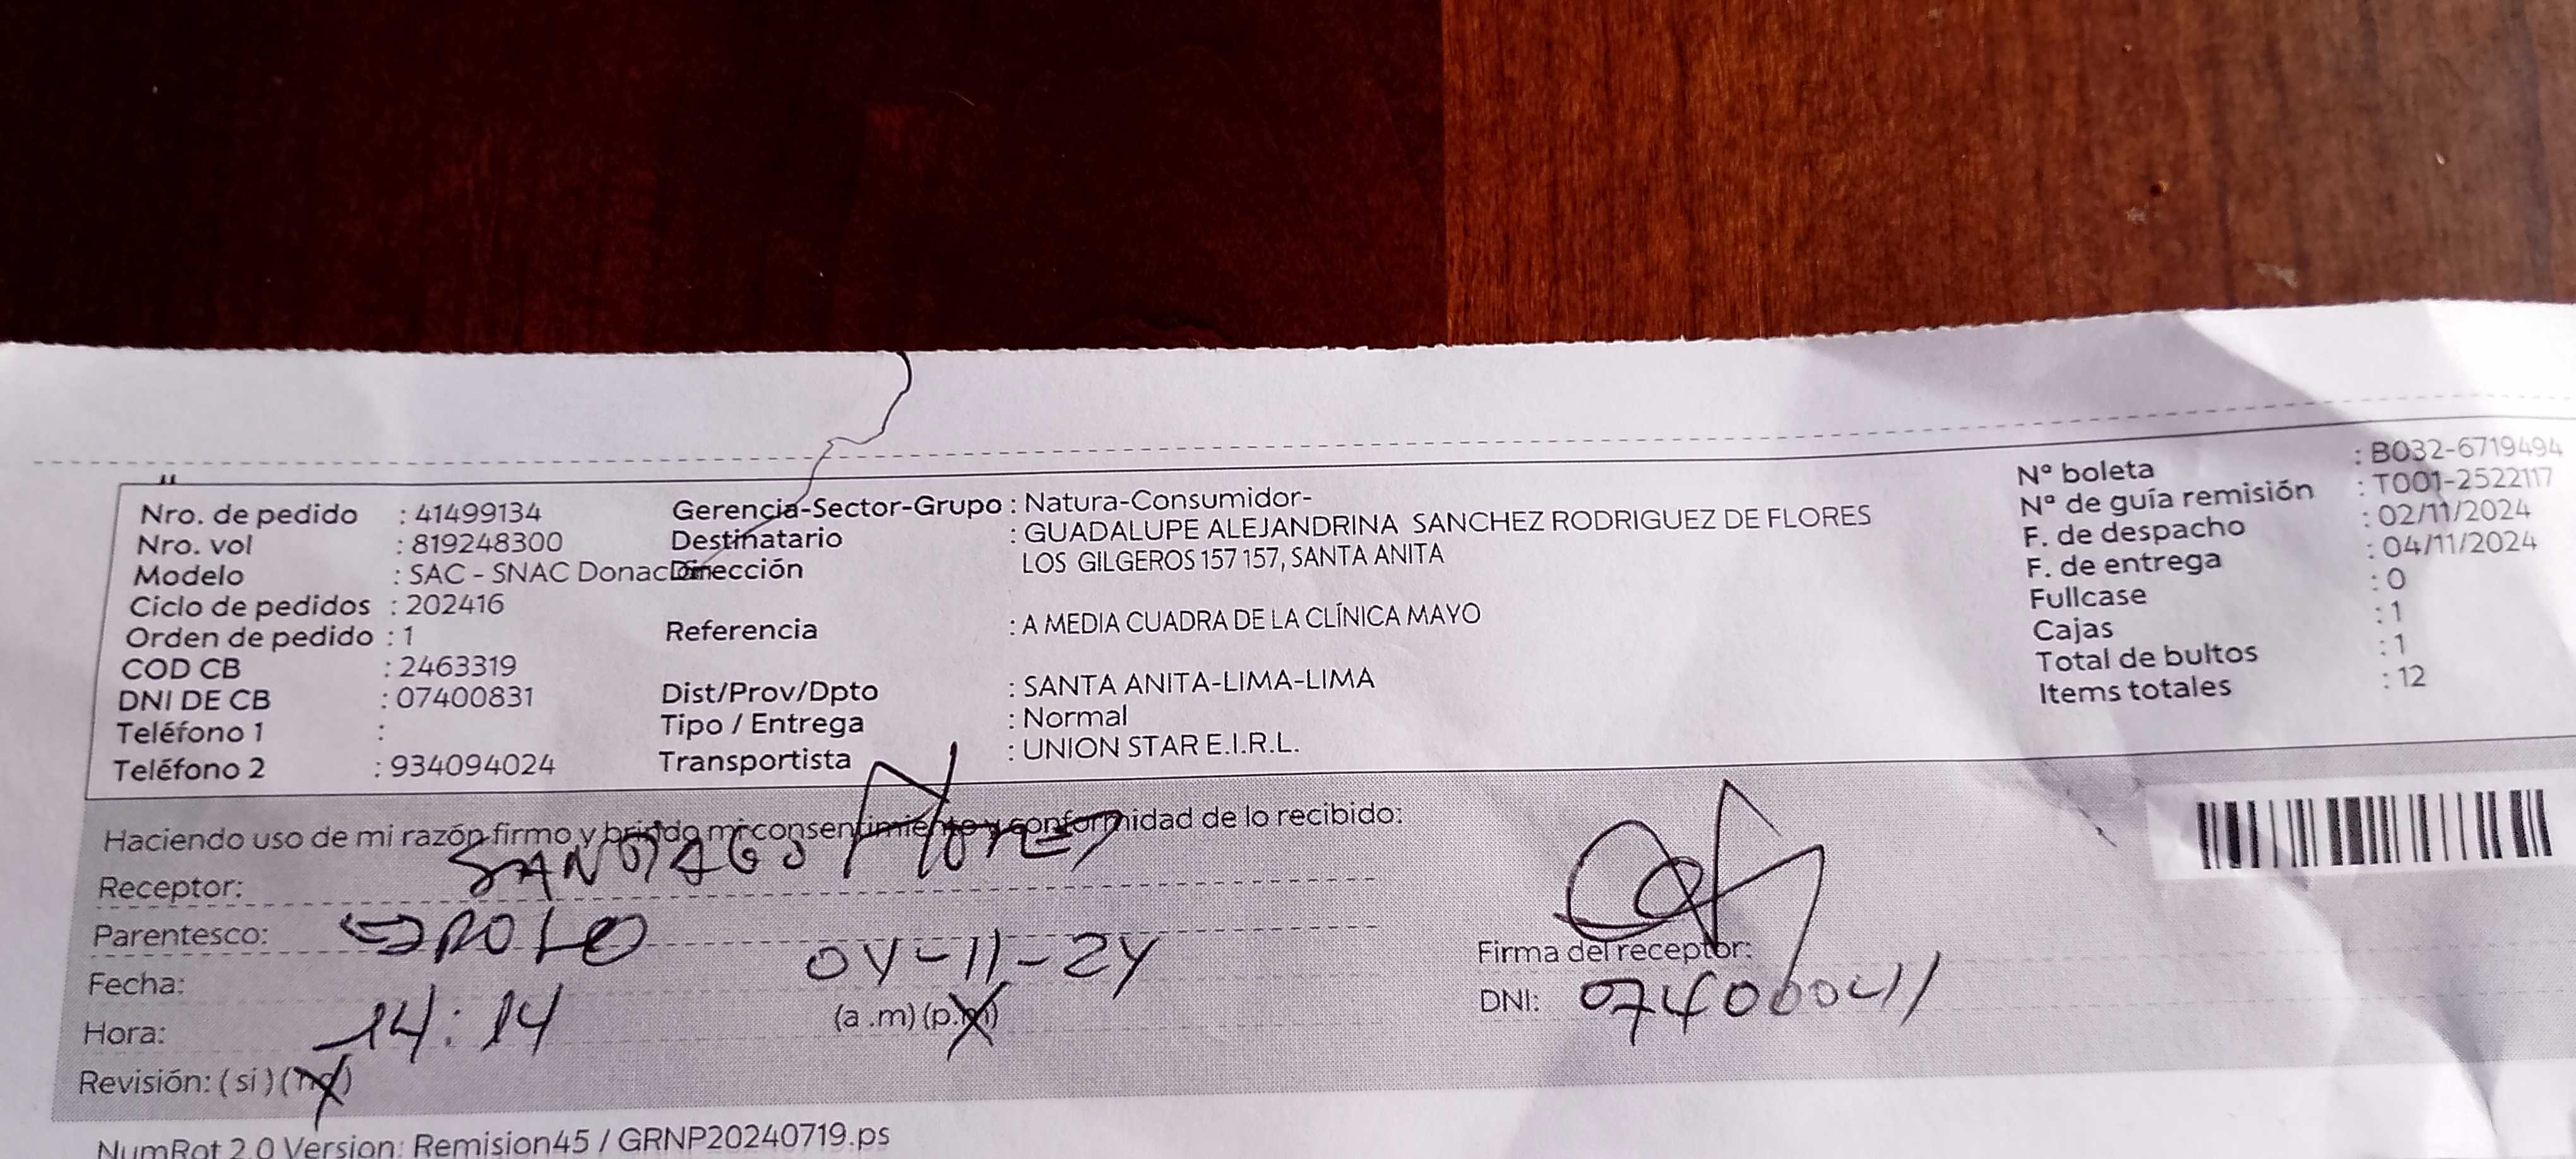 Nro. de pedido : 41499134
Nro. vol : 819248300
Modelo : SAC - SNAC Donac
Ciclo de pedidos : 202416
Orden de pedido : 1
COD CB : 2463319
DNI DE CB : 07400831
Teléfono 1 :
Teléfono 2 : 934094024
Gerencia-Sector-Grupo : Natura-Consumidor-
Destinatario : GUADALUPE ALEJANDRINA SANCHEZ RODRIGUEZ DE FLORES
Dirección LOS GILGEROS 157 157, SANTA ANITA
Referencia : A MEDIA CUADRA DE LA CLÍNICA MAYO
Dist/Prov/Dpto : SANTA ANITA-LIMA-LIMA
Tipo / Entrega : Normal
Transportista : UNION STAR E.I.R.L.
Nº boleta : B032-6719494
Nº de guía remisión : T001-2522117
F. de despacho : 02/11/2024
F. de entrega : 04/11/2024
Fullcase : 0
Cajas : 1
Total de bultos : 1
Items totales : 12
Haciendo uso de mi razón firmo y brindo mi consentimiento y conformidad de lo recibido:
Receptor: SANTIAGO Flores
Parentesco:
Fecha: 04-11-24
Hora: 14:14 (a .m) (p.m)
Revisión: ( si ) (no)
Firma del receptor:
DNI:
NumRot 2.0 Version: Remision45 / GRNP20240719.ps